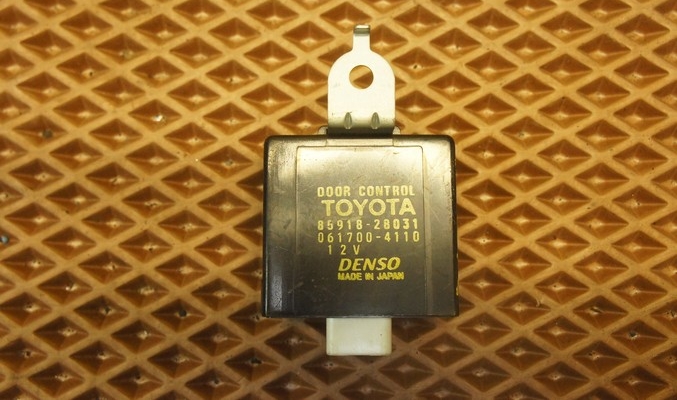 DOOR CONTROL
TOYOTA
85918-28031
061700-4110
12V
DENSO
MADE IN JAPAN